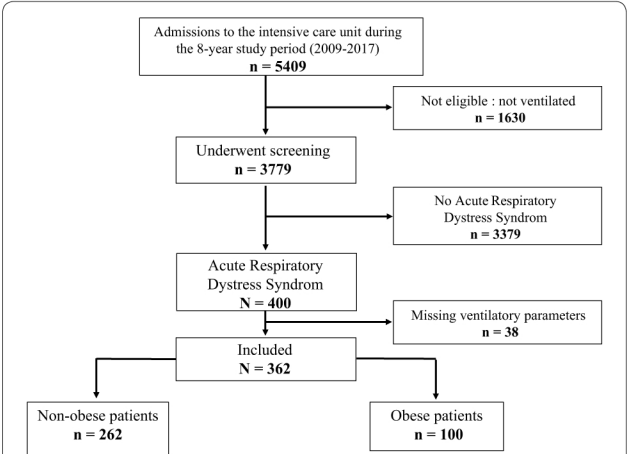 Admissions to the intensive care unit during
the 8-year study period (2009-2017)
n = 5409
Not eligible : not ventilated
n = 1630
Underwent screening
n = 3779
No Acute Respiratory
Dystress Syndrom
n = 3379
Acute Respiratory
Dystress Syndrom
N = 400
Missing ventilatory parameters
n = 38
Included
N = 362
Non-obese patients
n = 262
Obese patients
n = 100